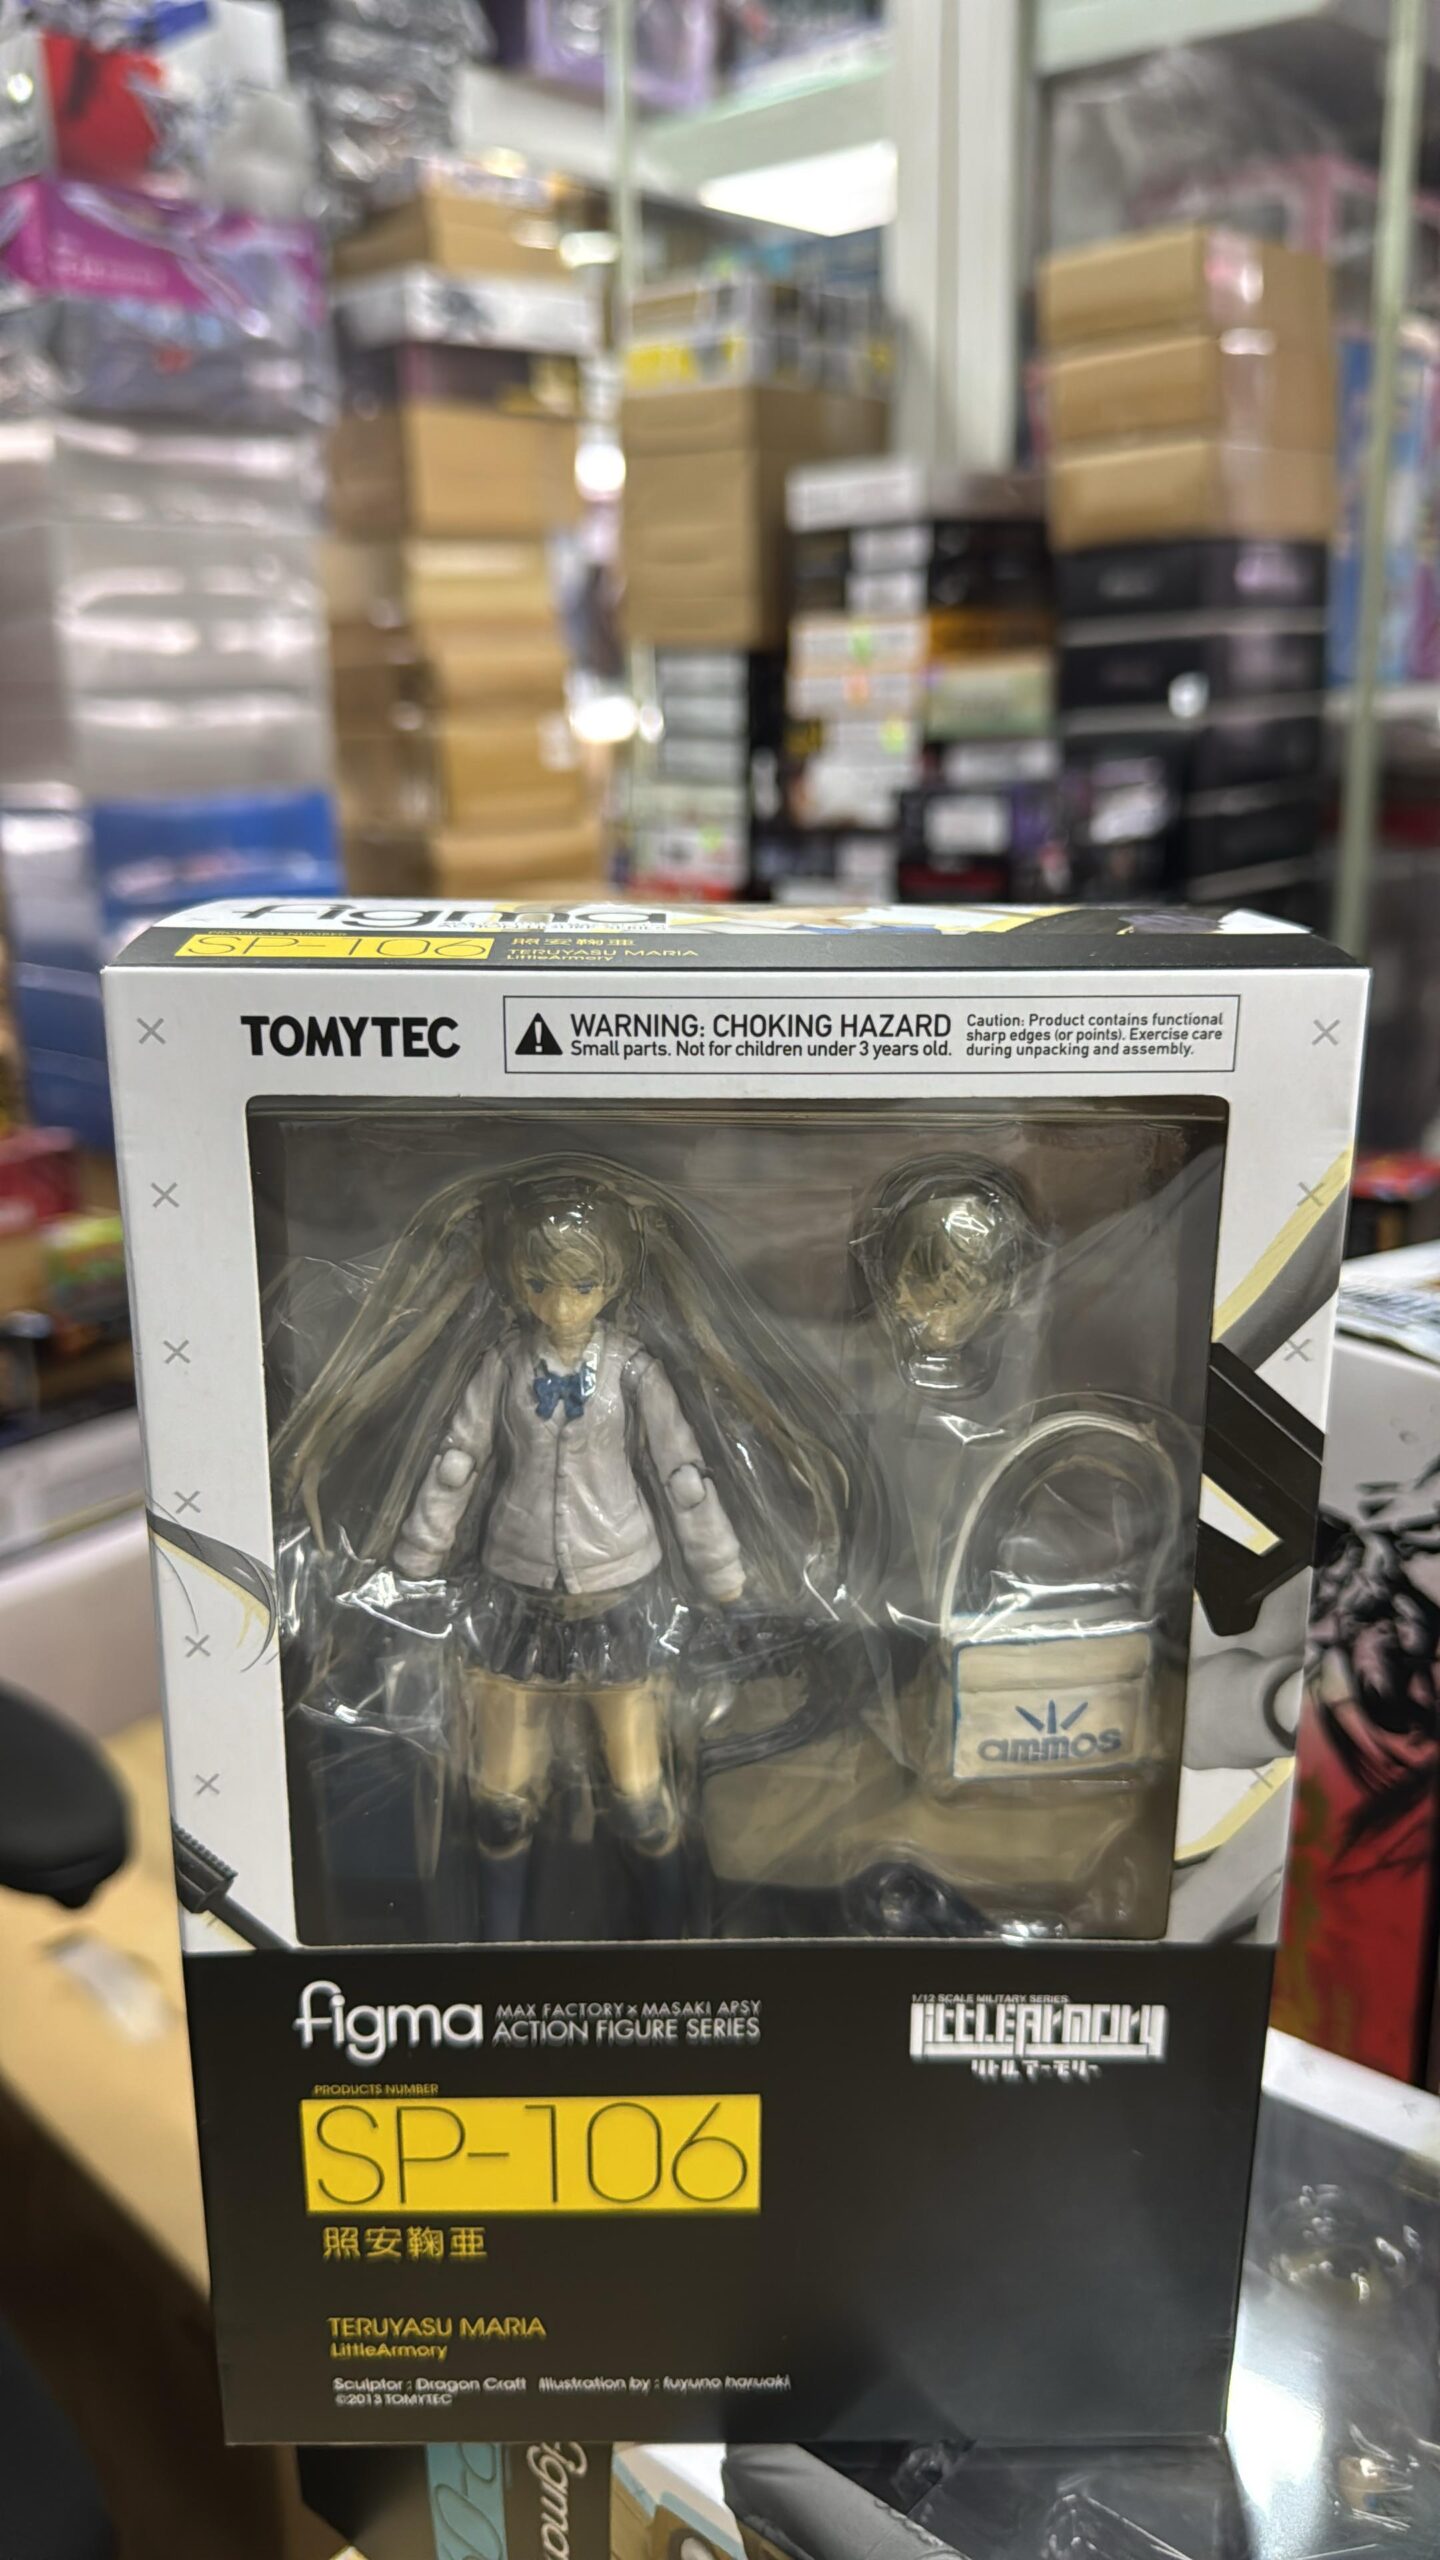 figma
PRODUCTS NUMBER
SP-106
照安鞠亜
TERUYASU MARIA
LittleArmory
TOMYTEC
WARNING: CHOKING HAZARD
Small parts. Not for children under 3 years old.
Caution: Product contains functional
sharp edges (or points). Exercise care
during unpacking and assembly.
ammos
figma
MAX FACTORY × MASAKI APSY
ACTION FIGURE SERIES
1/12 SCALE MILITARY SERIES
LittleArmory
リトルアーモリー
PRODUCTS NUMBER
SP-106
照安鞠亜
TERUYASU MARIA
LittleArmory
Sculptor : Dragon Craft Illustration by : fuyuno haruaki
©2013 TOMYTEC
figma